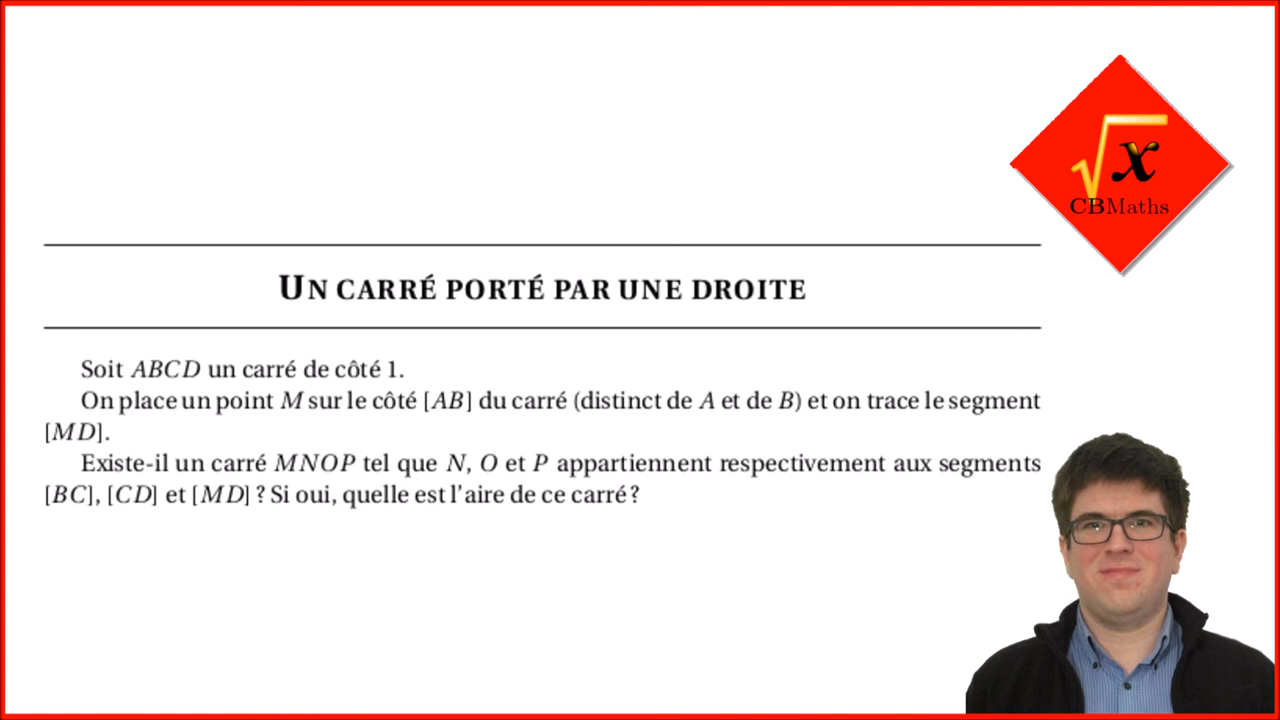 √x
CBMaths
UN CARRÉ PORTÉ PAR UNE DROITE
Soit ABCD un carré de côté 1.
On place un point M sur le côté [AB] du carré (distinct de A et de B) et on trace le segment
[MD].
Existe-il un carré MNOP tel que N, O et P appartiennent respectivement aux segments
[BC], [CD] et [MD] ? Si oui, quelle est l'aire de ce carré ?